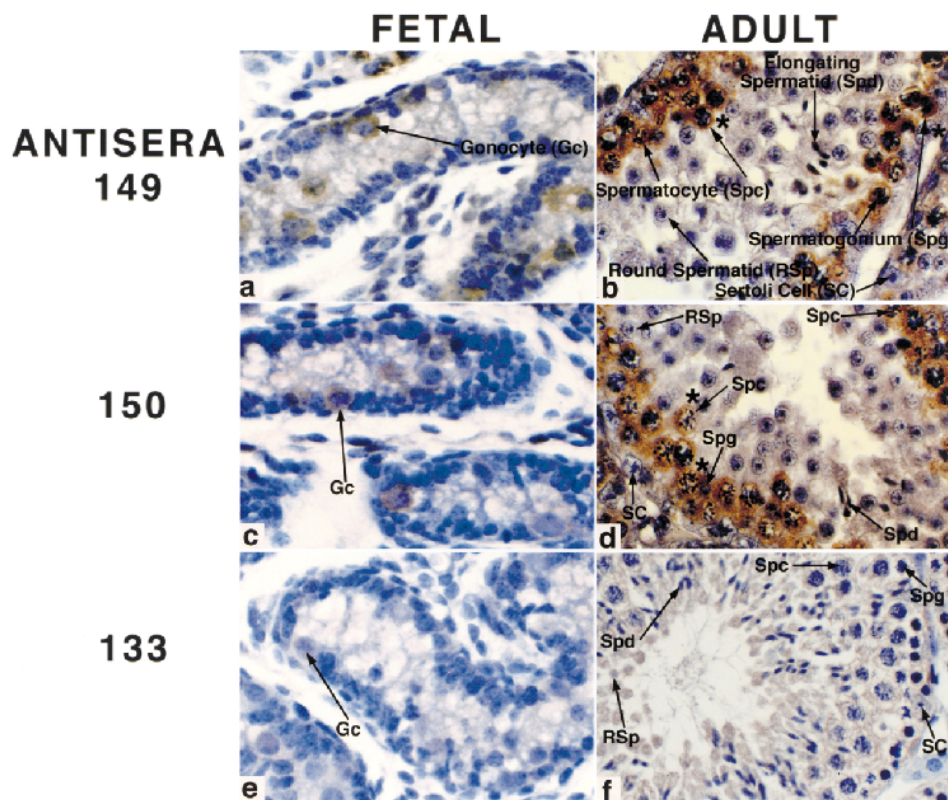 FETAL ADULT
ANTISERA
149
Gonocyte (Gc)
a
Elongating
Spermatid (Spd)
*
*
Spermatocyte (Spc)
Spermatogonium (Spg
Round Spermatid (RSp)
Sertoli Cell (SC)
b
150
Gc
c
RSp
Spc
Spc
*
Spg
*
SC
Spd
d
133
Gc
e
Spc
Spg
Spd
RSp
SC
f